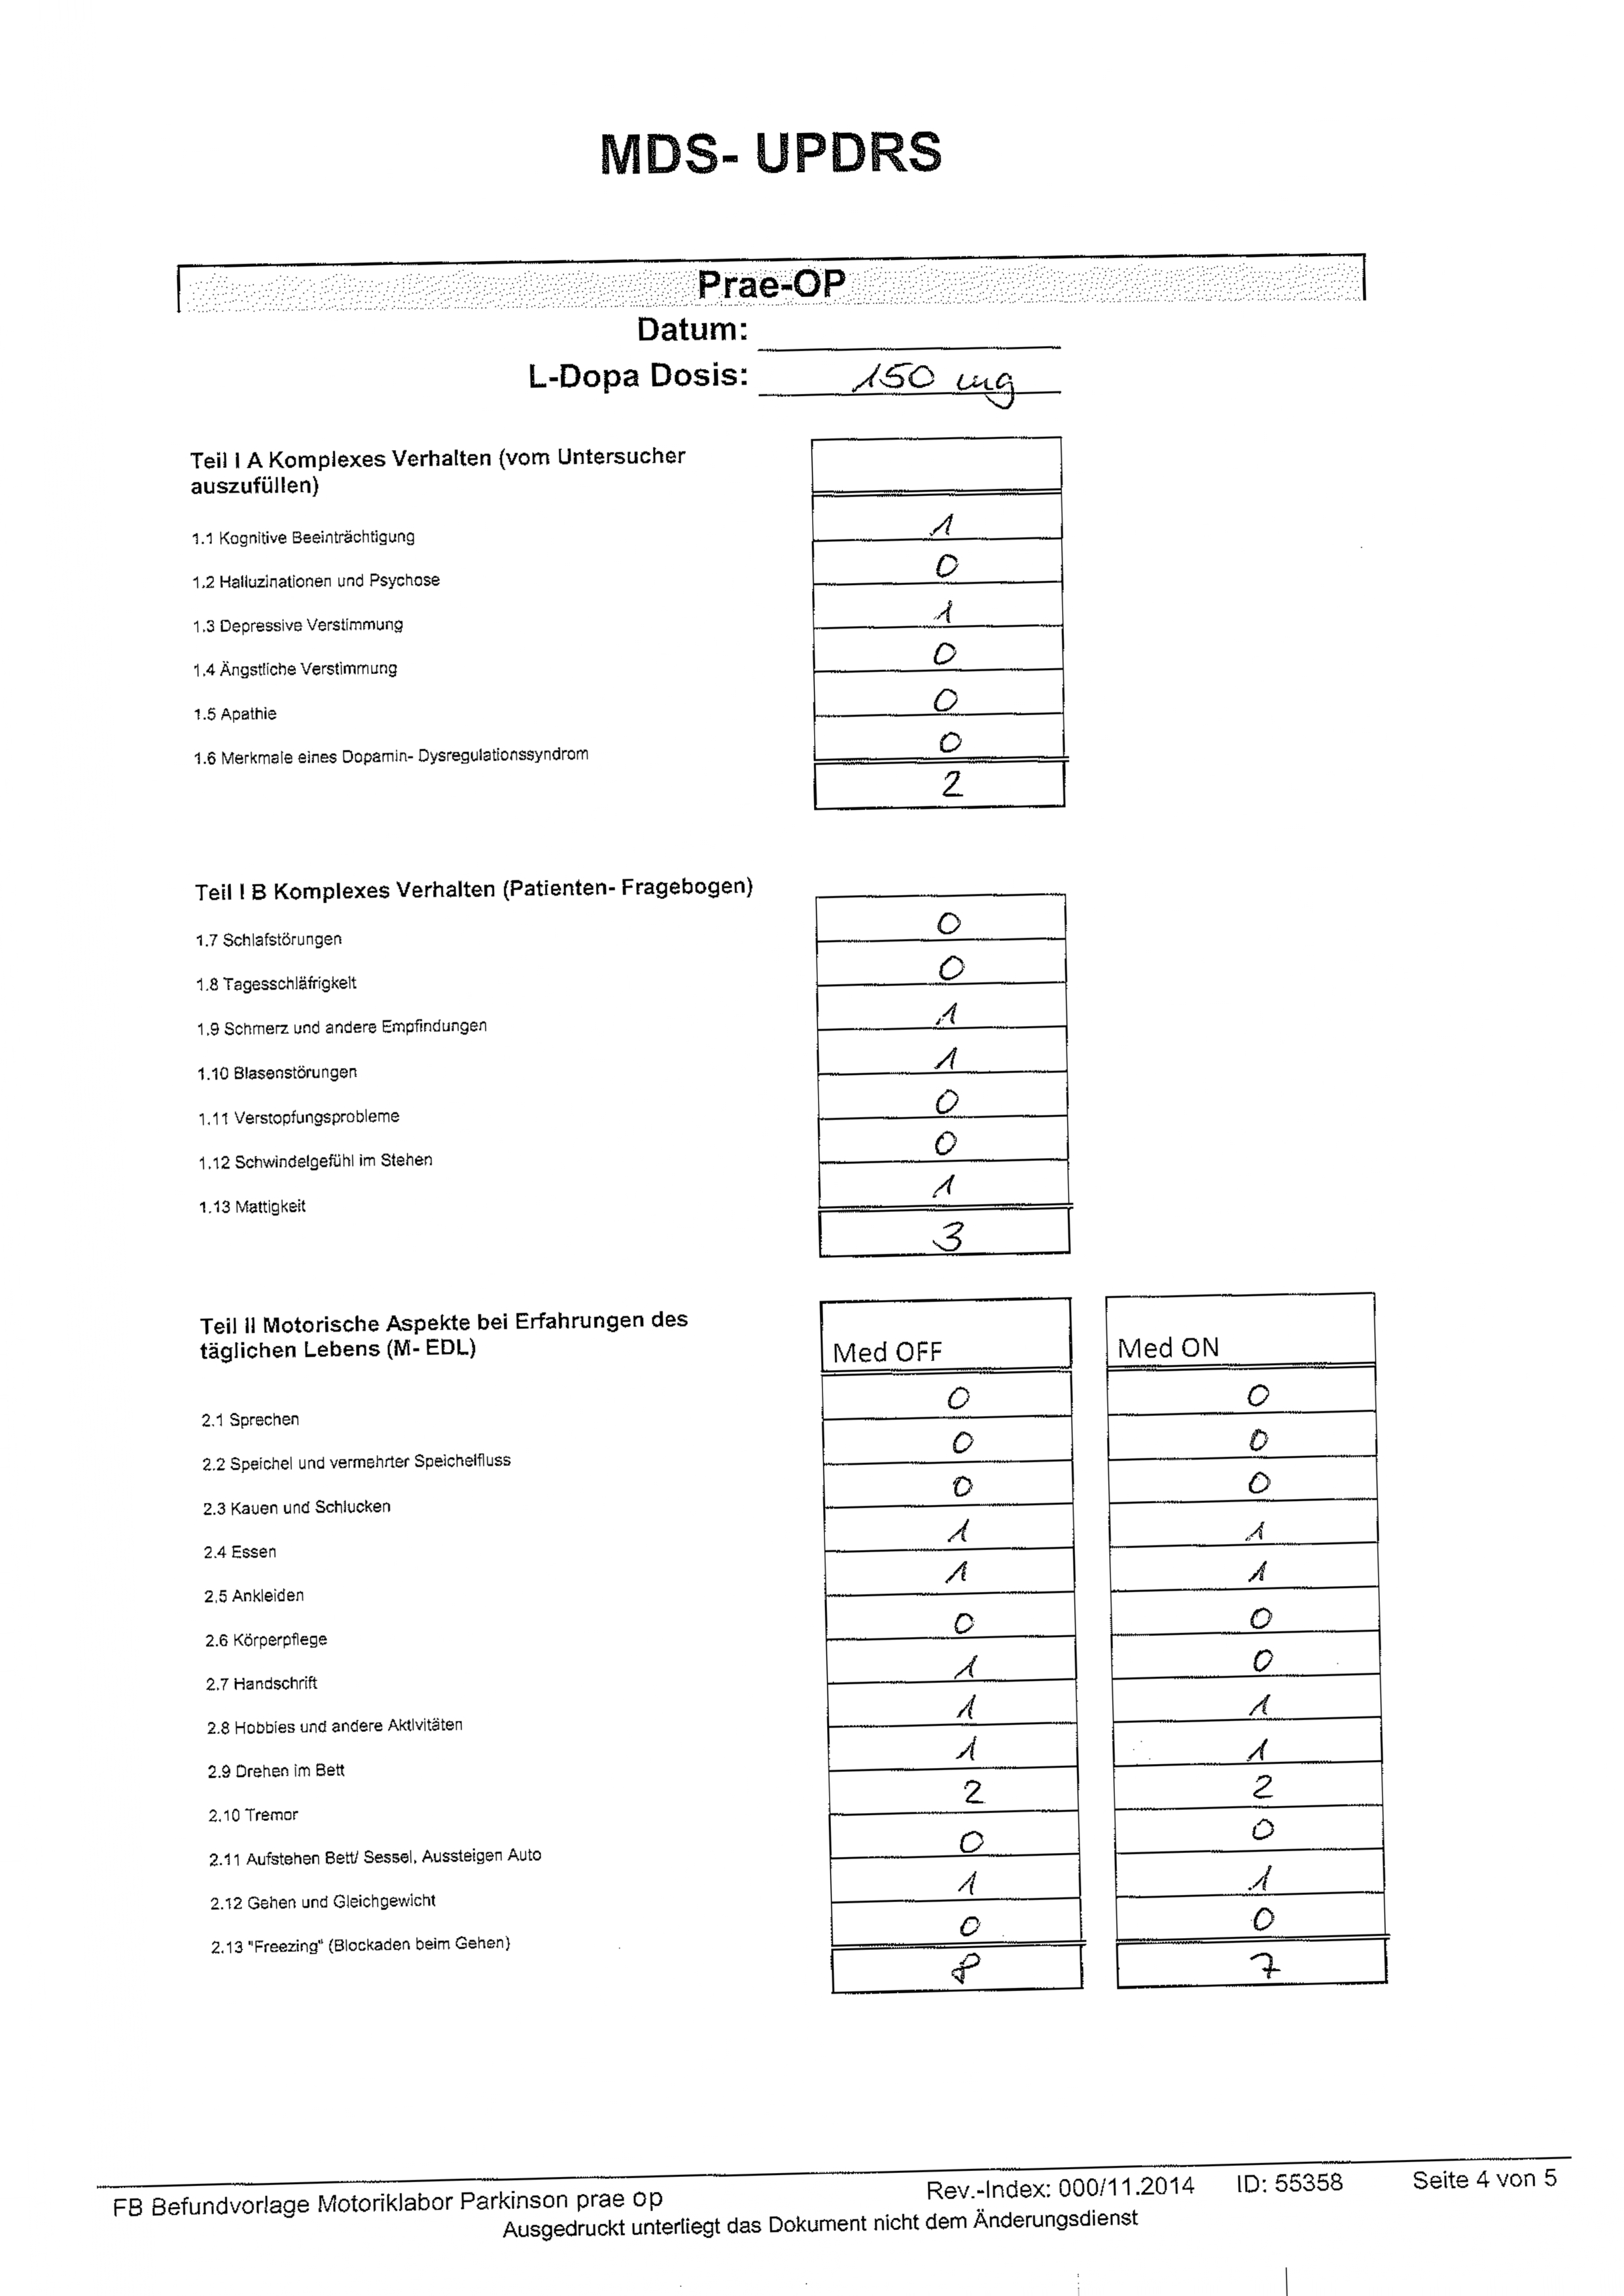 MDS- UPDRS
Prae-OP
Datum:
L-Dopa Dosis: 150 mg
Teil I A Komplexes Verhalten (vom Untersucher
auszufüllen)
1.1 Kognitive Beeinträchtigung 1
1.2 Halluzinationen und Psychose 0
1.3 Depressive Verstimmung 1
1.4 Ängstliche Verstimmung 0
1.5 Apathie 0
1.6 Merkmale eines Dopamin- Dysregulationssyndrom 0
2
Teil I B Komplexes Verhalten (Patienten- Fragebogen)
1.7 Schlafstörungen 0
1.8 Tagesschläfrigkeit 0
1.9 Schmerz und andere Empfindungen 1
1.10 Blasenstörungen 1
1.11 Verstopfungsprobleme 0
1.12 Schwindelgefühl im Stehen 0
1.13 Mattigkeit 1
3
Teil II Motorische Aspekte bei Erfahrungen des
täglichen Lebens (M- EDL) Med OFF Med ON
2.1 Sprechen 0 0
2.2 Speichel und vermehrter Speichelfluss 0 0
2.3 Kauen und Schlucken 0 0
2.4 Essen 1 1
2.5 Ankleiden 1 1
2.6 Körperpflege 0 0
2.7 Handschrift 1 0
2.8 Hobbies und andere Aktivitäten 1 1
2.9 Drehen im Bett 1 1
2.10 Tremor 2 2
2.11 Aufstehen Bett/ Sessel, Aussteigen Auto 0 0
2.12 Gehen und Gleichgewicht 1 1
2.13 "Freezing" (Blockaden beim Gehen) 0 0
8 7
FB Befundvorlage Motoriklabor Parkinson prae op Rev.-Index: 000/11.2014 ID: 55358 Seite 4 von 5
Ausgedruckt unterliegt das Dokument nicht dem Änderungsdienst